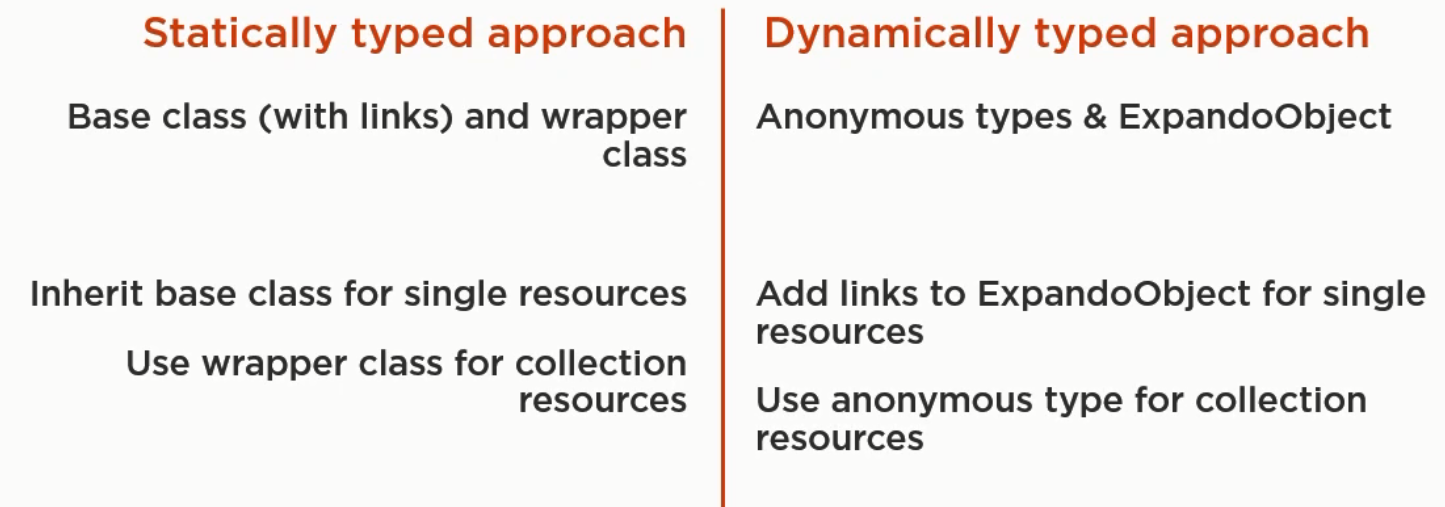 Statically typed approach
Base class (with links) and wrapper
class
Inherit base class for single resources
Use wrapper class for collection
resources
Dynamically typed approach
Anonymous types & ExpandoObject
Add links to ExpandoObject for single
resources
Use anonymous type for collection
resources